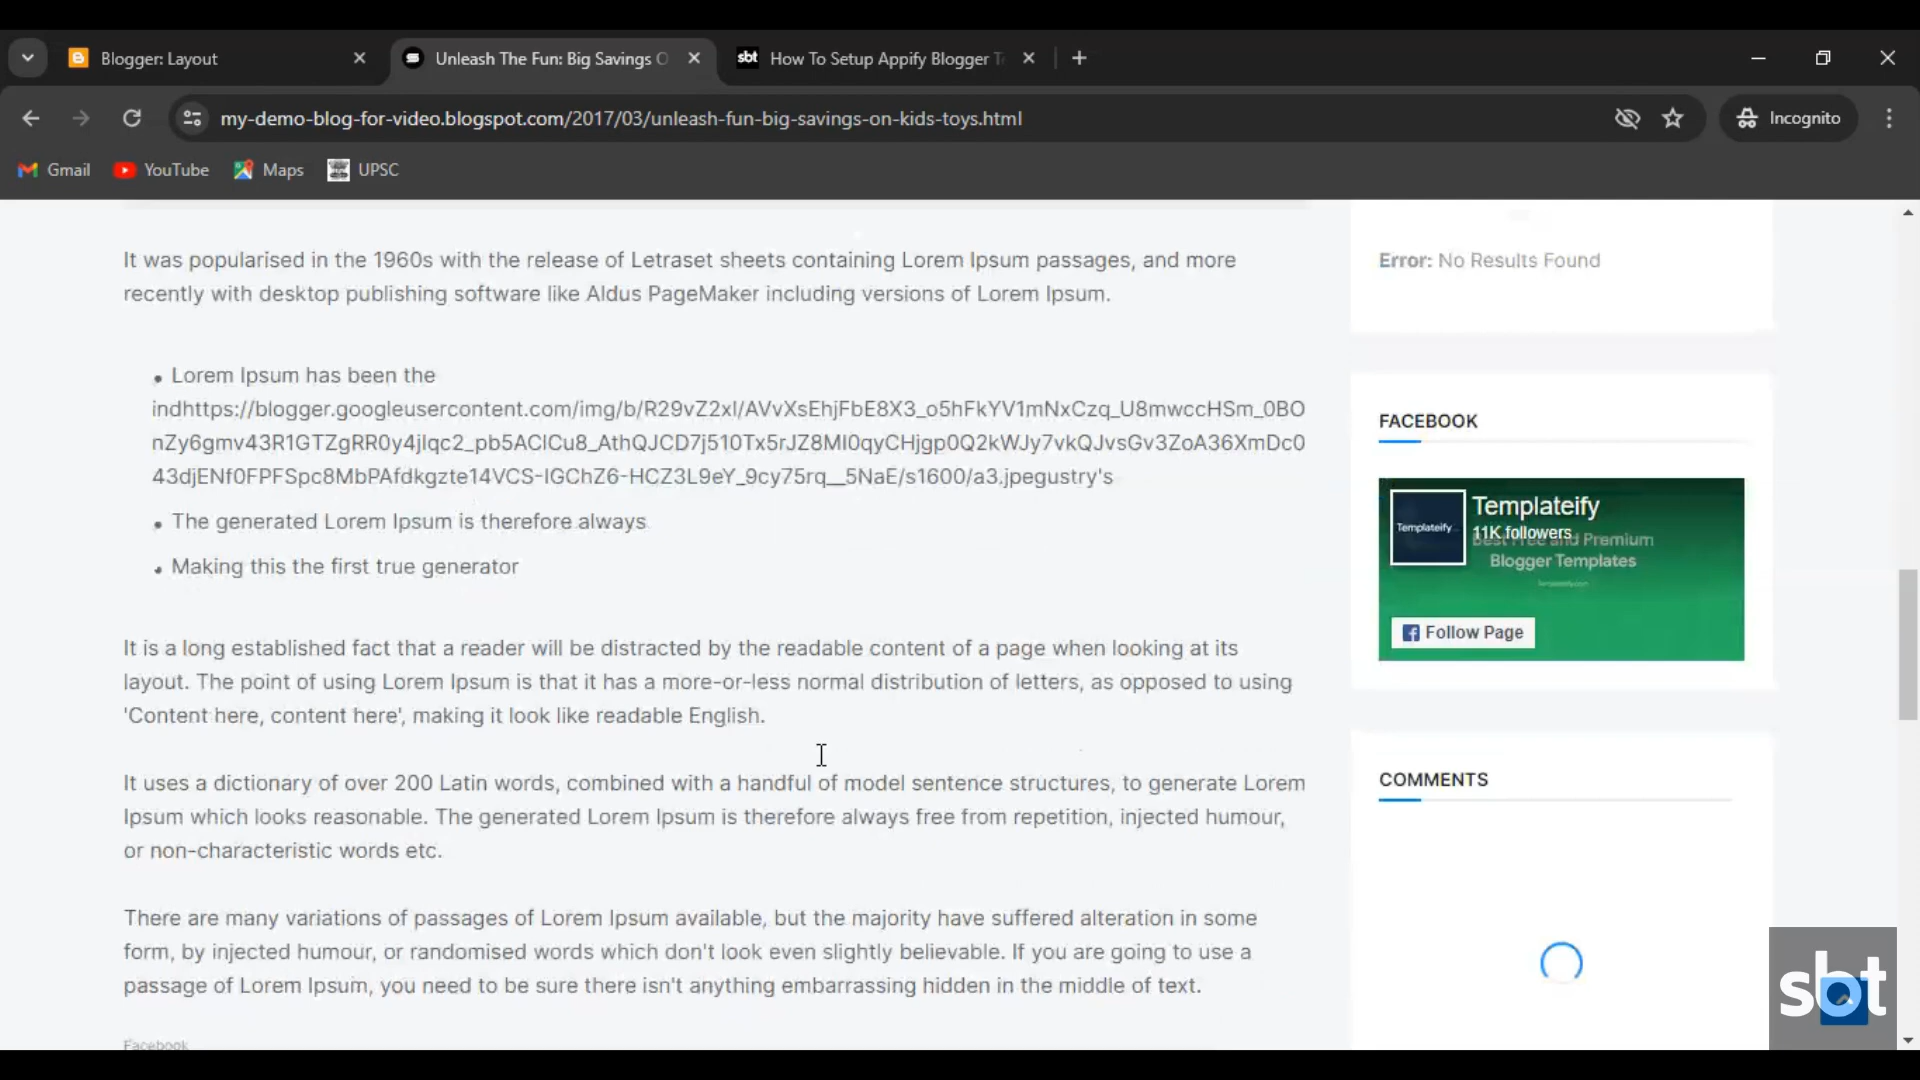 Blogger: Layout
Unleash The Fun: Big Savings O
sbt
How To Setup Appify Blogger T
my-demo-blog-for-video.blogspot.com/2017/03/unleash-fun-big-savings-on-kids-toys.html
Incognito
Gmail
YouTube
Maps
UPSC
It was popularised in the 1960s with the release of Letraset sheets containing Lorem Ipsum passages, and more
recently with desktop publishing software like Aldus PageMaker including versions of Lorem Ipsum.
Lorem Ipsum has been the
indhttps://blogger.googleusercontent.com/img/b/R29vZ2xl/AVvXsEhjFbE8X3_o5hFkYV1mNxCzq_U8mwccHSm_0BO
nZy6gmv43R1GTZgRR0y4jlqc2_pb5AClCu8_AthQJCD7j510Tx5rJZ8MI0qyCHjgp0Q2kWJy7vkQJvsGv3ZoA36XmDc0
43djENf0FPFSpc8MbPAfdkgzte14VCS-IGChZ6-HCZ3L9eY_9cy75rq__5NaE/s1600/a3.jpegustry's
The generated Lorem Ipsum is therefore always
Making this the first true generator
It is a long established fact that a reader will be distracted by the readable content of a page when looking at its
layout. The point of using Lorem Ipsum is that it has a more-or-less normal distribution of letters, as opposed to using
'Content here, content here', making it look like readable English.
It uses a dictionary of over 200 Latin words, combined with a handful of model sentence structures, to generate Lorem
Ipsum which looks reasonable. The generated Lorem Ipsum is therefore always free from repetition, injected humour,
or non-characteristic words etc.
There are many variations of passages of Lorem Ipsum available, but the majority have suffered alteration in some
form, by injected humour, or randomised words which don't look even slightly believable. If you are going to use a
passage of Lorem Ipsum, you need to be sure there isn't anything embarrassing hidden in the middle of text.
Facebook
Error: No Results Found
FACEBOOK
Templateify
Templateify
11K followers
Best Free and Premium
Blogger Templates
Follow Page
COMMENTS
sbt